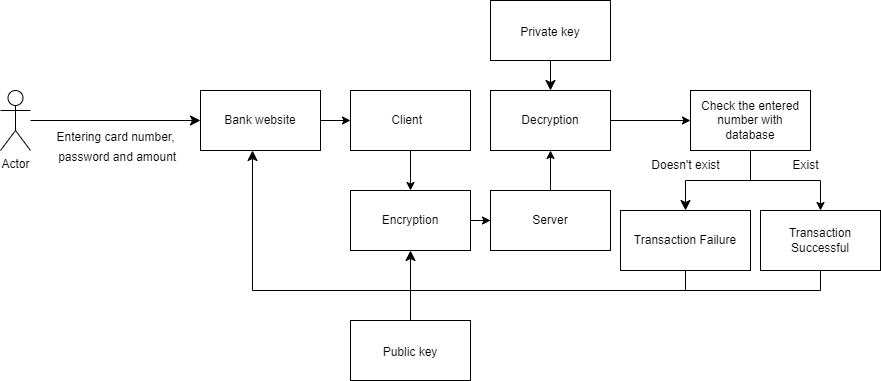 Private key
Actor
Entering card number,
password and amount
Bank website
Client
Decryption
Check the entered
number with
database
Doesn't exist
Exist
Encryption
Server
Transaction Failure
Transaction
Successful
Public key